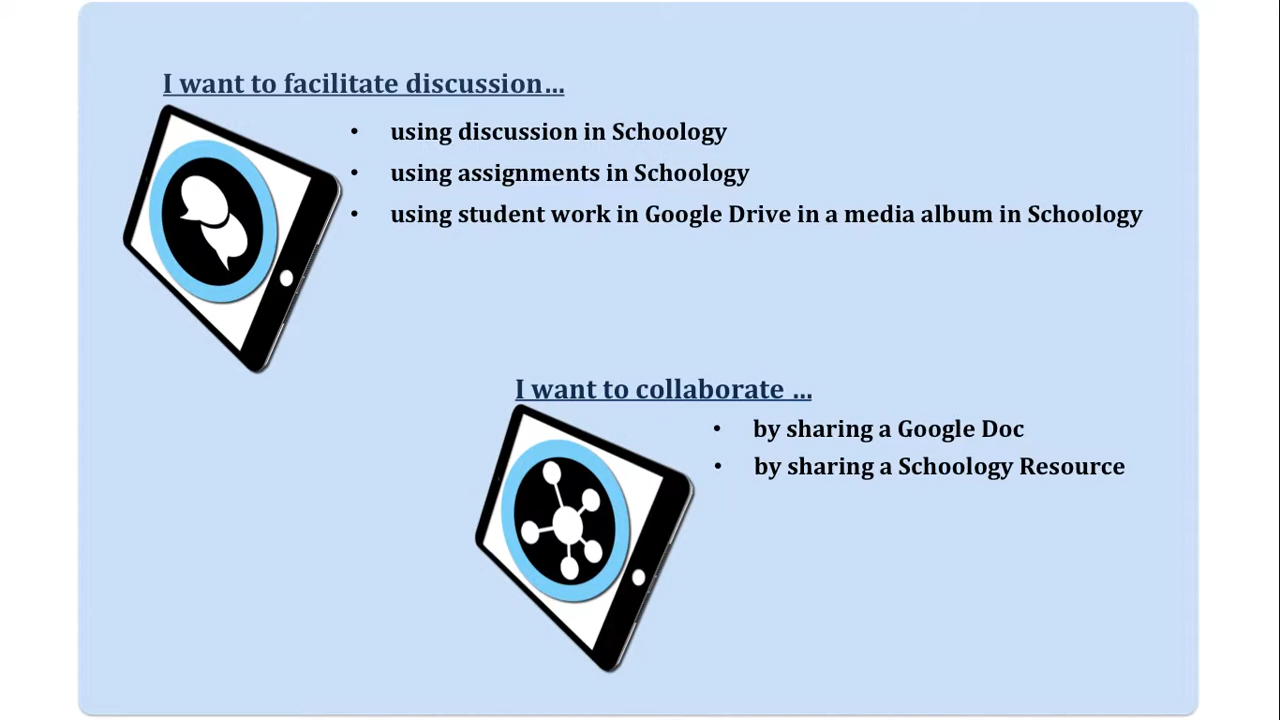 I want to facilitate discussion…
• using discussion in Schoology
• using assignments in Schoology
• using student work in Google Drive in a media album in Schoology
I want to collaborate …
• by sharing a Google Doc
• by sharing a Schoology Resource